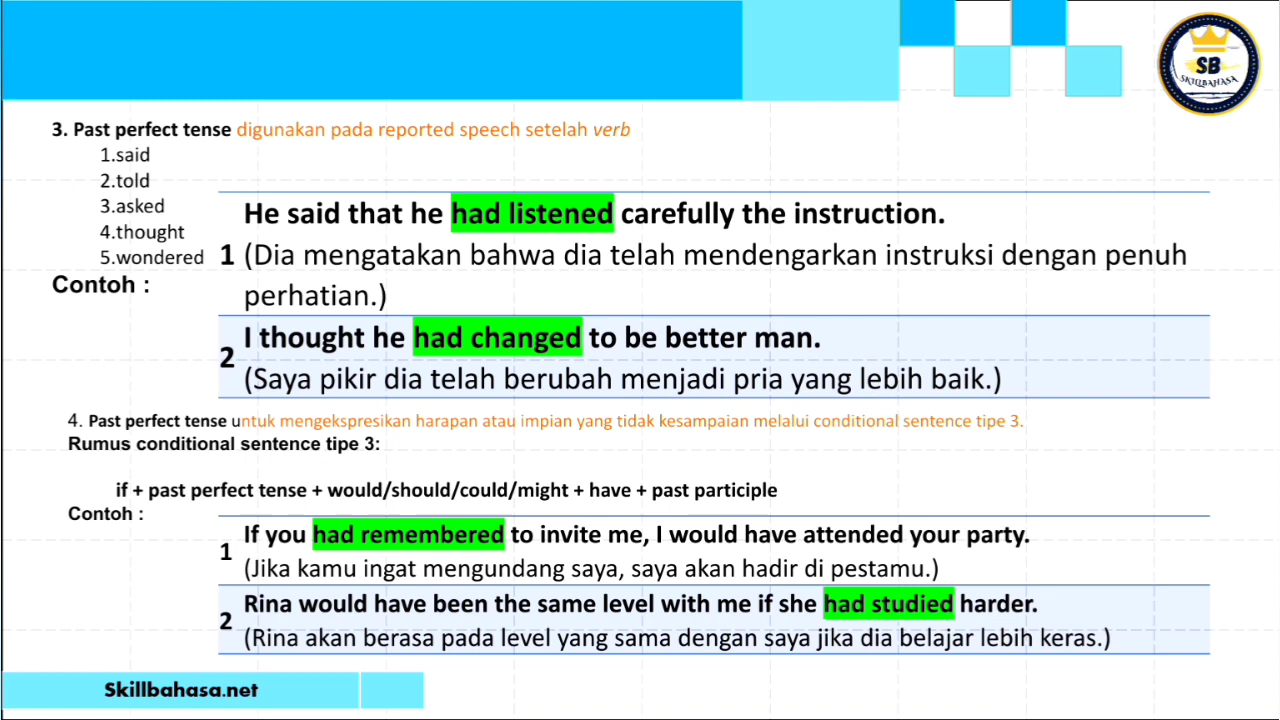 SB
SKILLBAHASA
3. Past perfect tense digunakan pada reported speech setelah verb
1.said
2.told
3.asked
4.thought
5.wondered
Contoh :
He said that he had listened carefully the instruction.
1 (Dia mengatakan bahwa dia telah mendengarkan instruksi dengan penuh
perhatian.)
I thought he had changed to be better man.
2
(Saya pikir dia telah berubah menjadi pria yang lebih baik.)
4. Past perfect tense untuk mengekspresikan harapan atau impian yang tidak kesampaian melalui conditional sentence tipe 3.
Rumus conditional sentence tipe 3:
if + past perfect tense + would/should/could/might + have + past participle
Contoh :
If you had remembered to invite me, I would have attended your party.
1
(Jika kamu ingat mengundang saya, saya akan hadir di pestamu.)
Rina would have been the same level with me if she had studied harder.
2
(Rina akan berasa pada level yang sama dengan saya jika dia belajar lebih keras.)
Skillbahasa.net